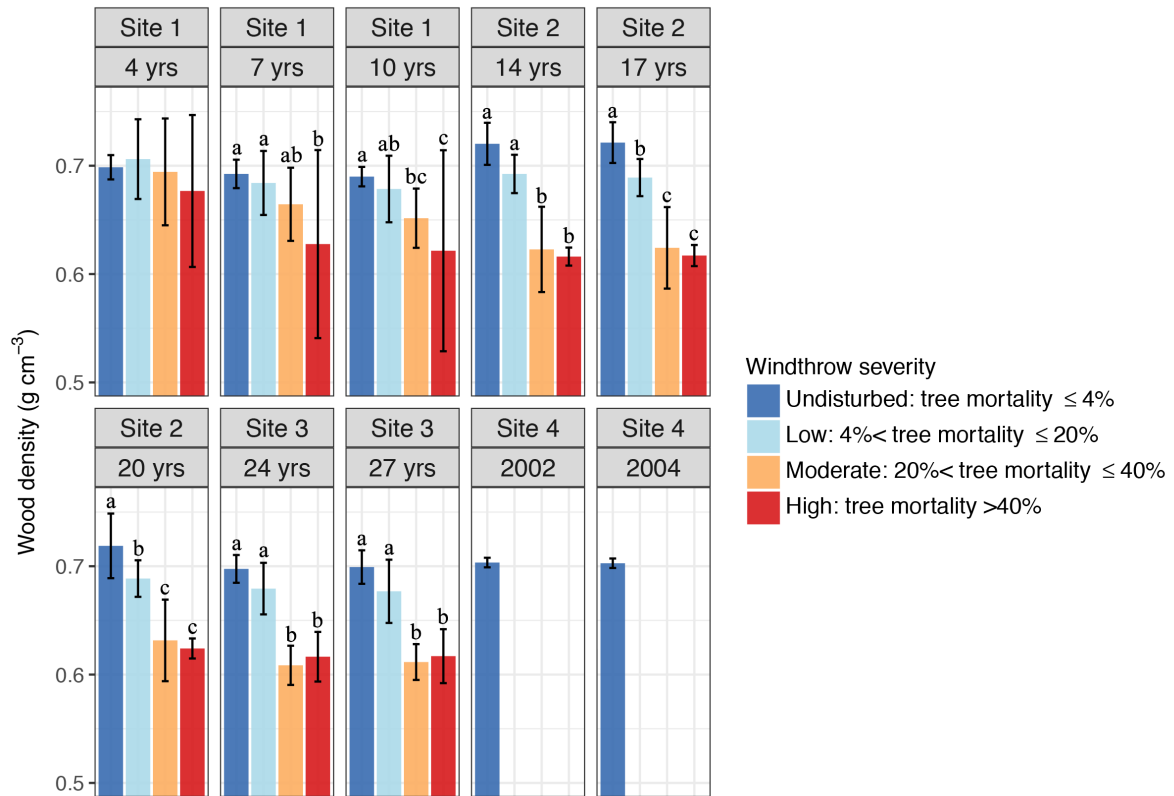 Site 1 Site 1 Site 1 Site 2 Site 2
4 yrs 7 yrs 10 yrs 14 yrs 17 yrs
a a ab b
a ab bc c
a a b b
a b c c
0.7
0.6
0.5
Wood density (g cm⁻³)
Site 2 Site 3 Site 3 Site 4 Site 4
20 yrs 24 yrs 27 yrs 2002 2004
a b c c
a a b b
a a b b
0.7
0.6
0.5
Windthrow severity
Undisturbed: tree mortality ≤ 4%
Low: 4%< tree mortality ≤ 20%
Moderate: 20%< tree mortality ≤ 40%
High: tree mortality >40%